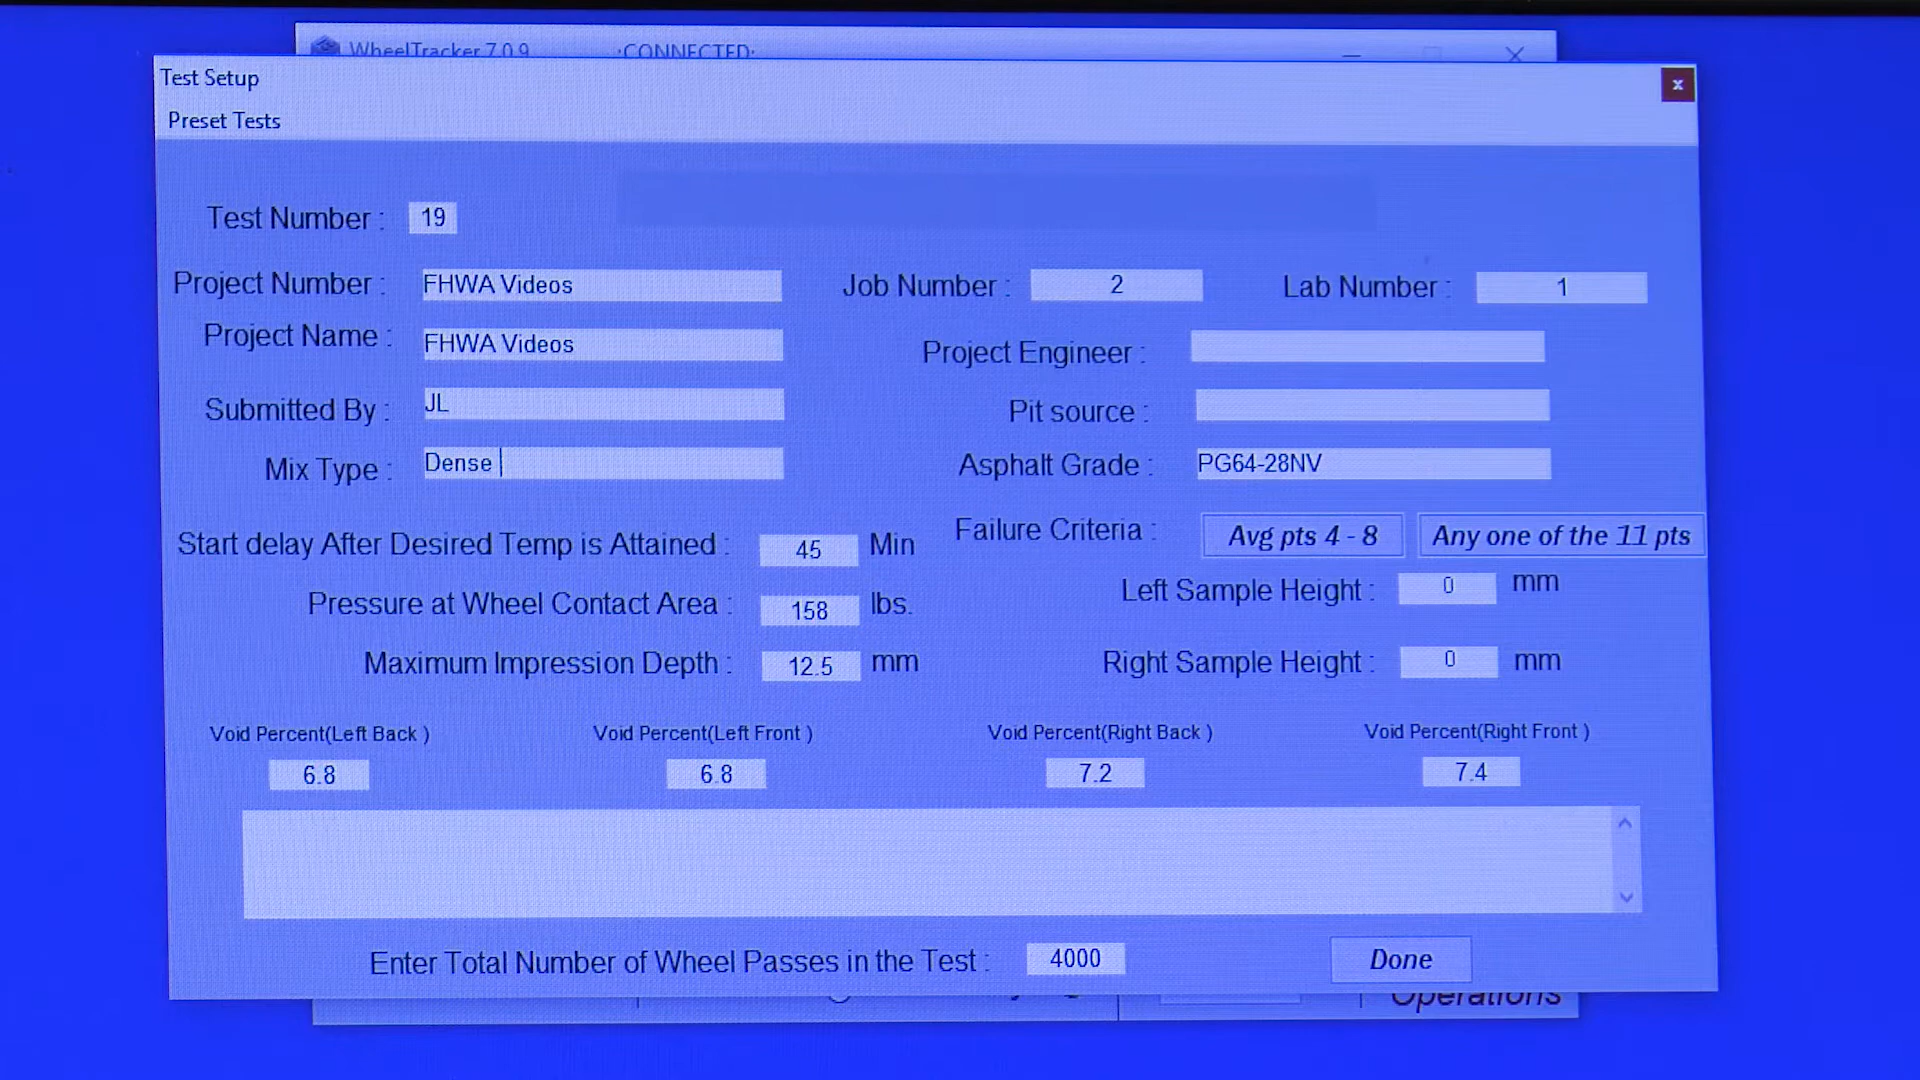 WheelTracker 7.0.9 :CONNECTED:
Test Setup x
Preset Tests
Test Number : 19
Project Number : FHWA Videos Job Number : 2 Lab Number : 1
Project Name : FHWA Videos Project Engineer :
Submitted By : JL Pit source :
Mix Type : Dense Asphalt Grade : PG64-28NV
Start delay After Desired Temp is Attained : 45 Min Failure Criteria : Avg pts 4 - 8 Any one of the 11 pts
Pressure at Wheel Contact Area : 158 lbs. Left Sample Height : 0 mm
Maximum Impression Depth : 12.5 mm Right Sample Height : 0 mm
Void Percent(Left Back ) Void Percent(Left Front ) Void Percent(Right Back ) Void Percent(Right Front )
6.8 6.8 7.2 7.4
Enter Total Number of Wheel Passes in the Test : 4000 Done
Operations